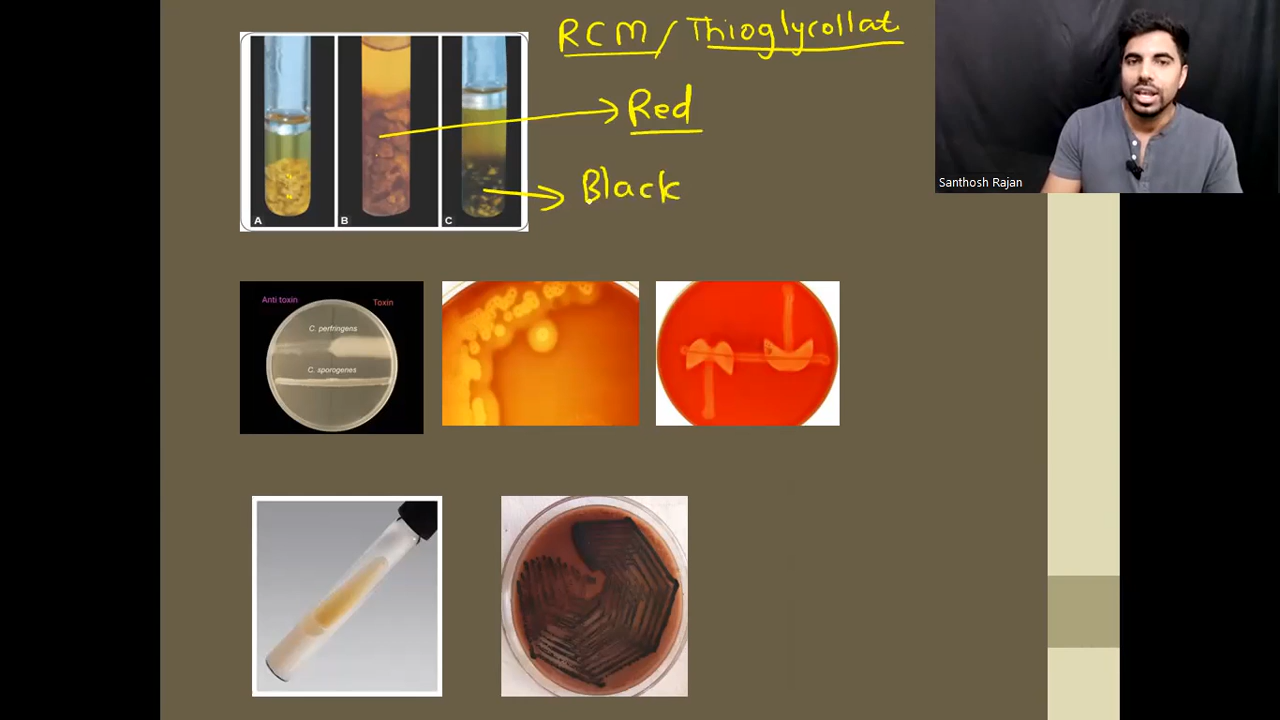 RCM / Thioglycollat
Red
Black
A
B
C
Santhosh Rajan
Anti toxin
Toxin
C. perfringens
C. sporogenes